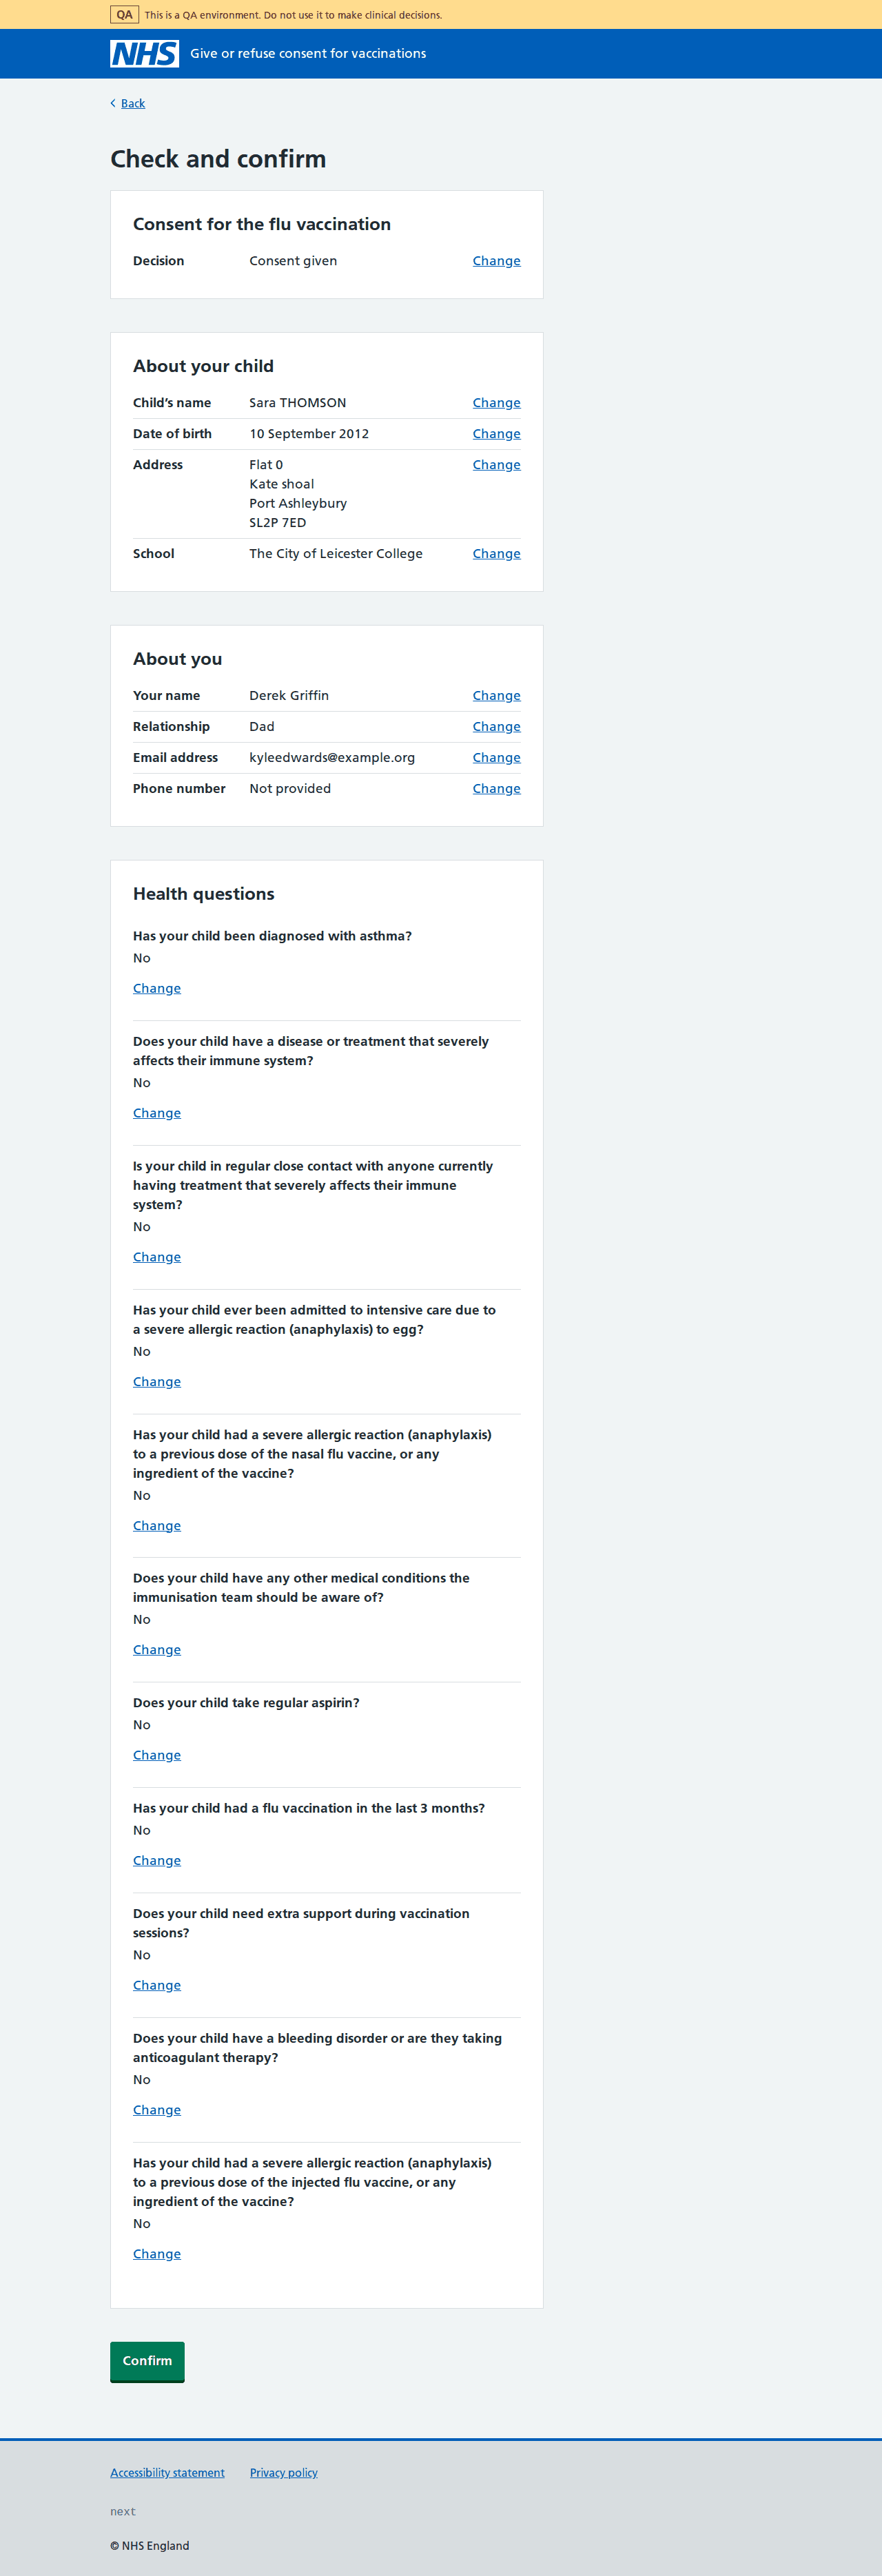 QA This is a QA environment. Do not use it to make clinical decisions.
NHS Give or refuse consent for vaccinations
Back
Check and confirm
Consent for the flu vaccination
Decision Consent given Change
About your child
Child’s name Sara THOMSON Change
Date of birth 10 September 2012 Change
Address Flat 0 Change
Kate shoal
Port Ashleybury
SL2P 7ED
School The City of Leicester College Change
About you
Your name Derek Griffin Change
Relationship Dad Change
Email address kyleedwards@example.org Change
Phone number Not provided Change
Health questions
Has your child been diagnosed with asthma?
No
Change
Does your child have a disease or treatment that severely
affects their immune system?
No
Change
Is your child in regular close contact with anyone currently
having treatment that severely affects their immune
system?
No
Change
Has your child ever been admitted to intensive care due to
a severe allergic reaction (anaphylaxis) to egg?
No
Change
Has your child had a severe allergic reaction (anaphylaxis)
to a previous dose of the nasal flu vaccine, or any
ingredient of the vaccine?
No
Change
Does your child have any other medical conditions the
immunisation team should be aware of?
No
Change
Does your child take regular aspirin?
No
Change
Has your child had a flu vaccination in the last 3 months?
No
Change
Does your child need extra support during vaccination
sessions?
No
Change
Does your child have a bleeding disorder or are they taking
anticoagulant therapy?
No
Change
Has your child had a severe allergic reaction (anaphylaxis)
to a previous dose of the injected flu vaccine, or any
ingredient of the vaccine?
No
Change
Confirm
Accessibility statement Privacy policy
next
© NHS England